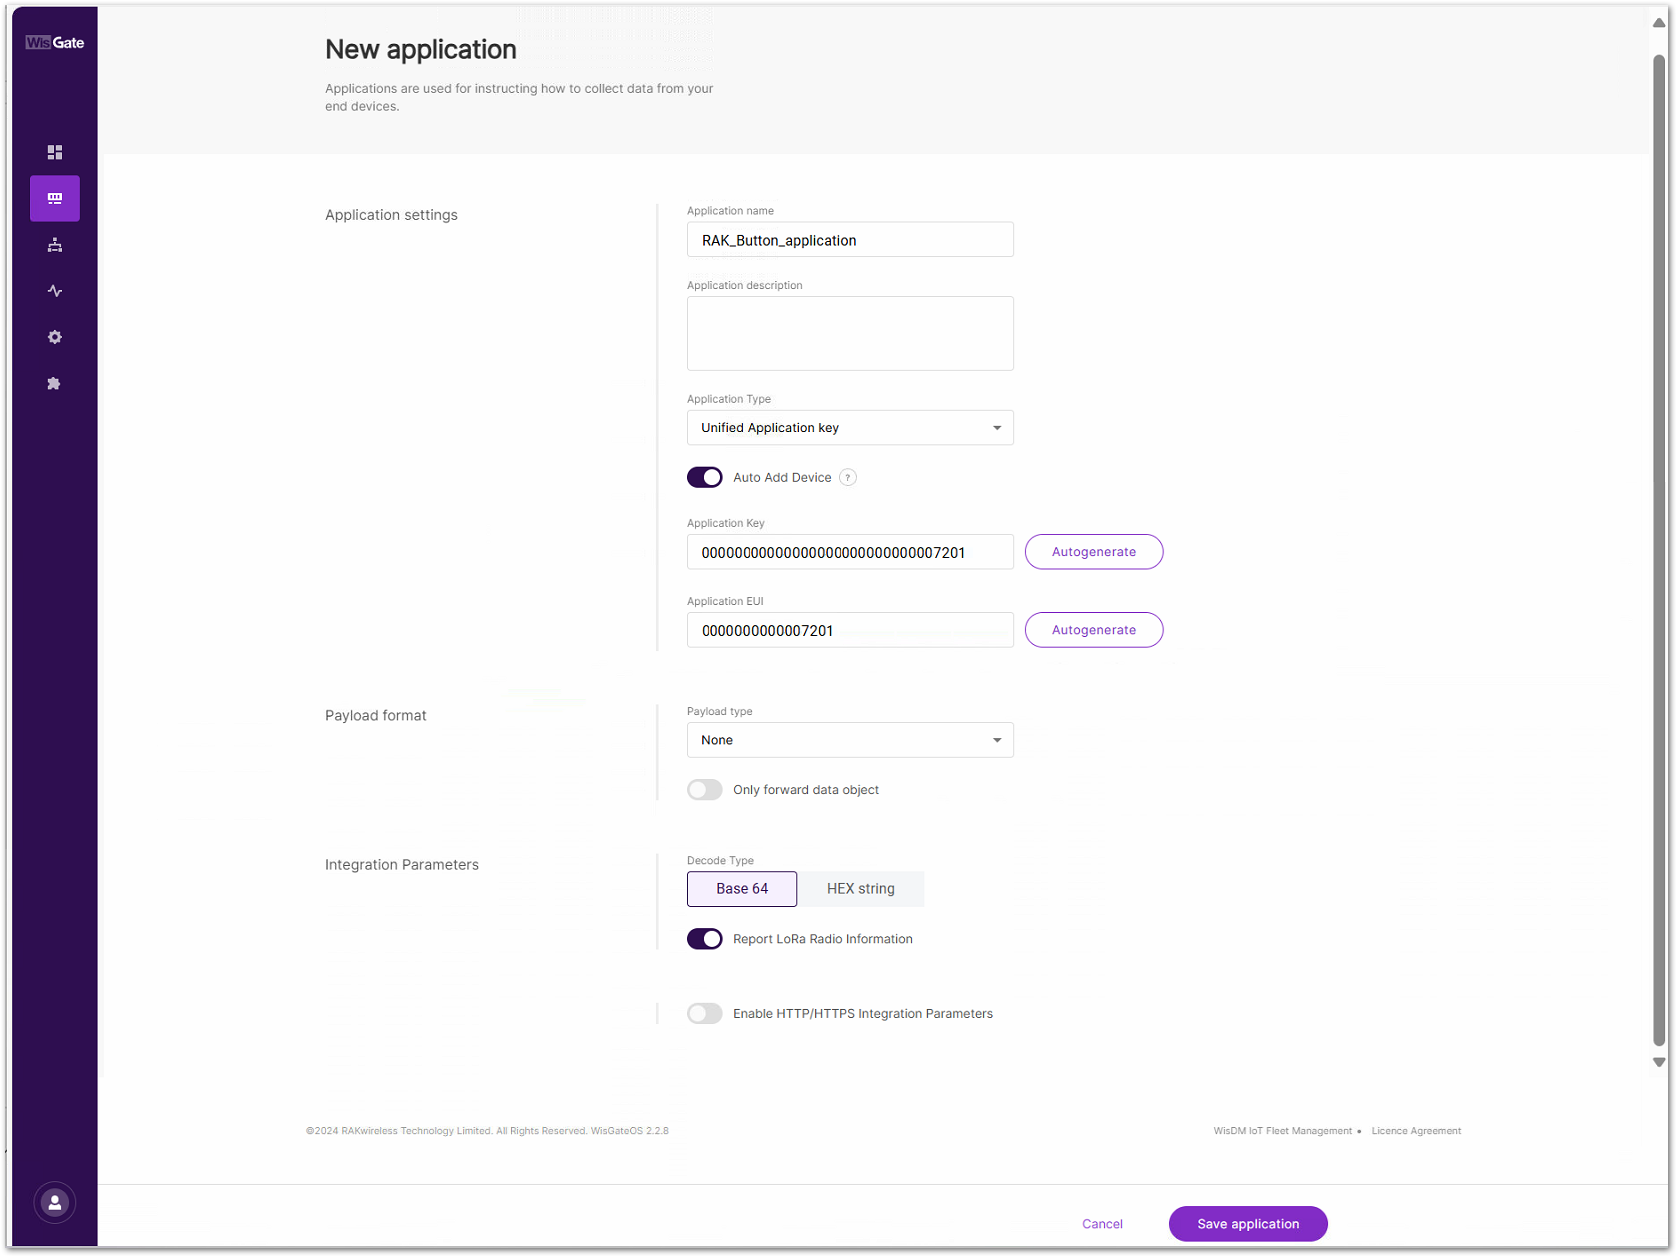 WisGate
New application
Applications are used for instructing how to collect data from your
end devices.
Application settings
Application name
RAK_Button_application
Application description
Application Type
Unified Application key
Auto Add Device ?
Application Key
00000000000000000000000000007201
Autogenerate
Application EUI
0000000000007201
Autogenerate
Payload format
Payload type
None
Only forward data object
Integration Parameters
Decode Type
Base 64
HEX string
Report LoRa Radio Information
Enable HTTP/HTTPS Integration Parameters
©2024 RAKwireless Technology Limited. All Rights Reserved. WisGateOS 2.2.8
WisDM IoT Fleet Management • Licence Agreement
Cancel
Save application